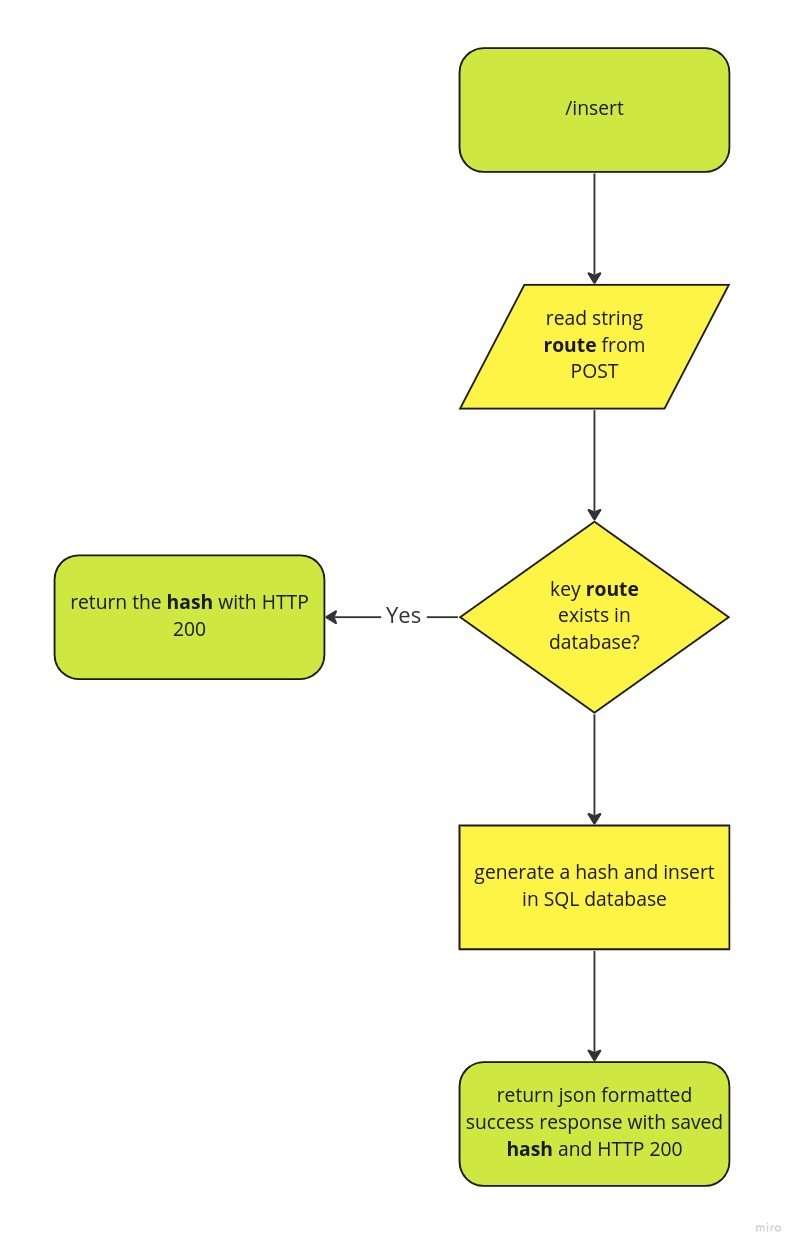 /insert
read string
route from
POST
key route
exists in
database?
Yes
return the hash with HTTP
200
generate a hash and insert
in SQL database
return json formatted
success response with saved
hash and HTTP 200
miro